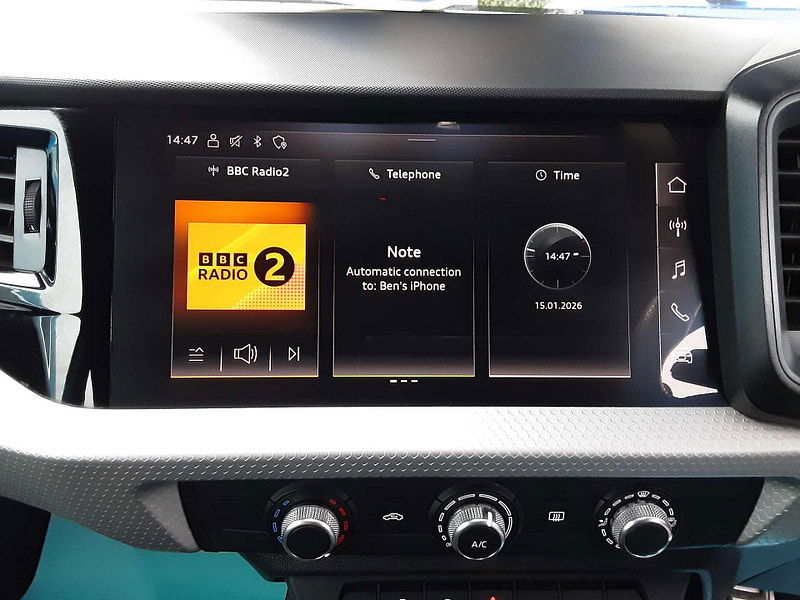 14:47
BBC Radio2
Telephone
Time
BBC
RADIO 2
Note
Automatic connection
to: Ben's iPhone
14:47
15.01.2026
A/C